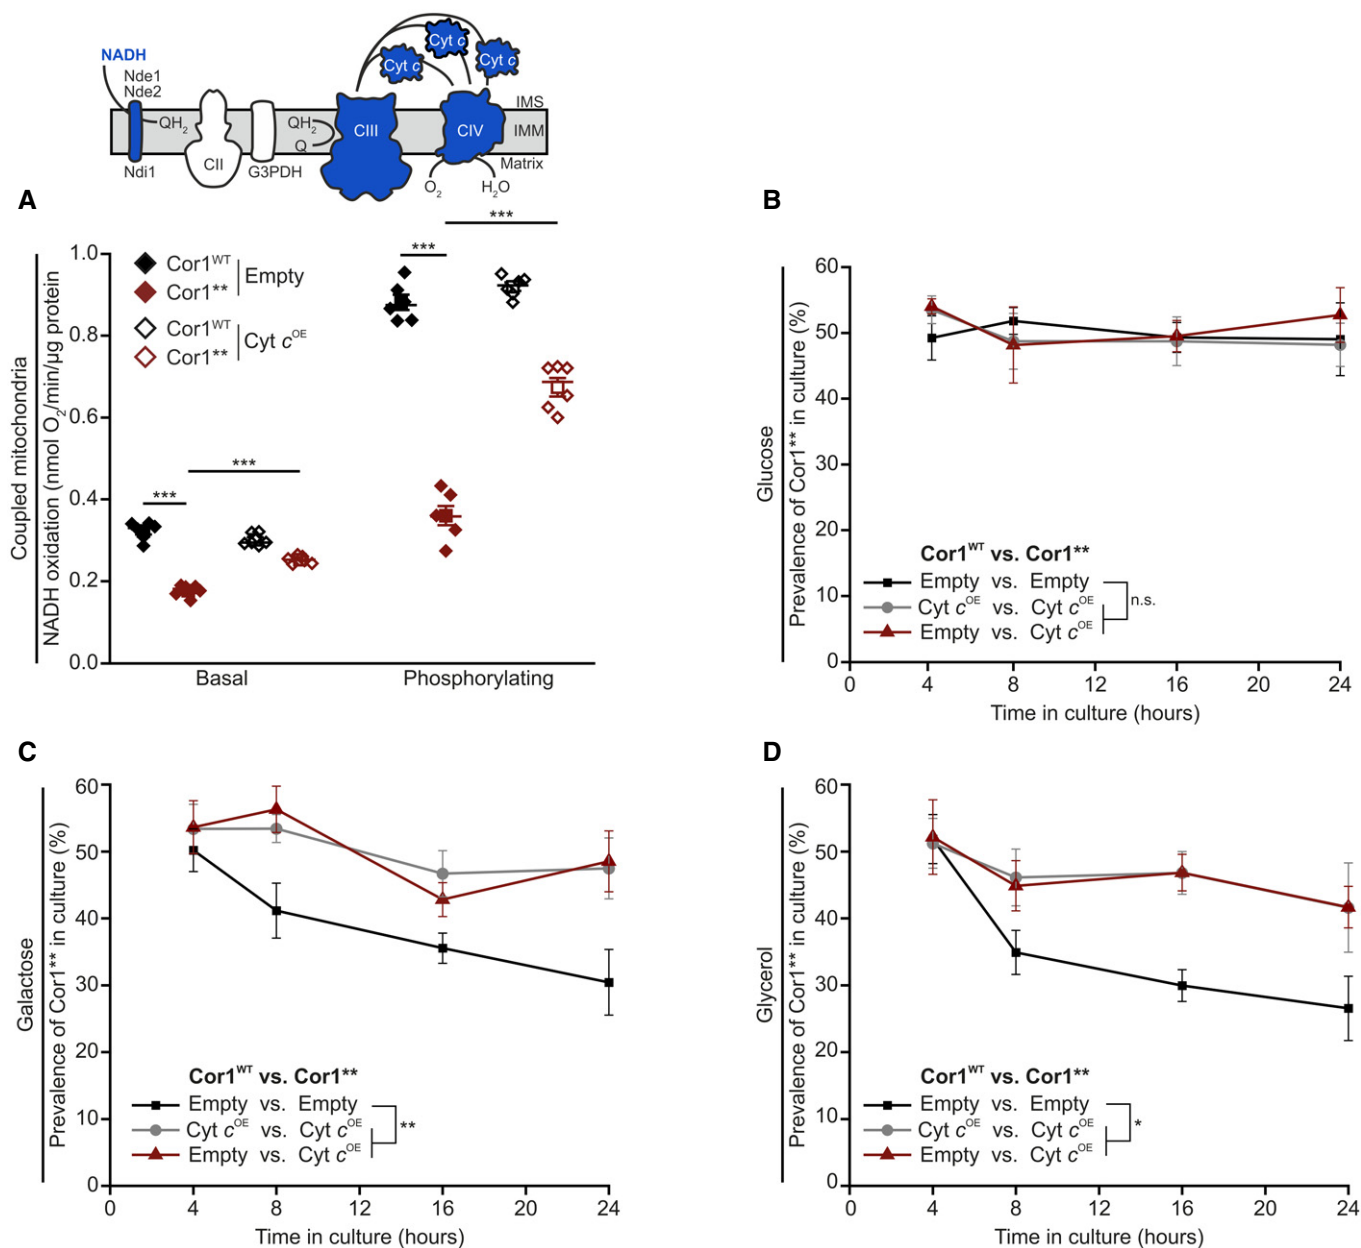 NADH
Nde1
Nde2
QH2
Ndi1
CII
G3PDH
QH2
Q
CIII
Cyt c
Cyt c
Cyt c
CIV
O2
H2O
IMS
IMM
Matrix
A
Coupled mitochondria
NADH oxidation (nmol O2/min/µg protein
1.0
0.8
0.6
0.4
0.2
0.0
Cor1WT
Cor1**
Empty
Cor1WT
Cor1**
Cyt cOE
***
***
***
***
Basal
Phosphorylating
B
Glucose
Prevalence of Cor1** in culture (%)
60
50
40
30
20
10
0
Cor1WT vs. Cor1**
Empty vs. Empty
Cyt cOE vs. Cyt cOE
Empty vs. Cyt cOE
n.s.
0 4 8 12 16 20 24
Time in culture (hours)
C
Galactose
Prevalence of Cor1** in culture (%)
60
50
40
30
20
10
0
Cor1WT vs. Cor1**
Empty vs. Empty
Cyt cOE vs. Cyt cOE
Empty vs. Cyt cOE
**
0 4 8 12 16 20 24
Time in culture (hours)
D
Glycerol
Prevalence of Cor1** in culture (%)
60
50
40
30
20
10
0
Cor1WT vs. Cor1**
Empty vs. Empty
Cyt cOE vs. Cyt cOE
Empty vs. Cyt cOE
*
0 4 8 12 16 20 24
Time in culture (hours)